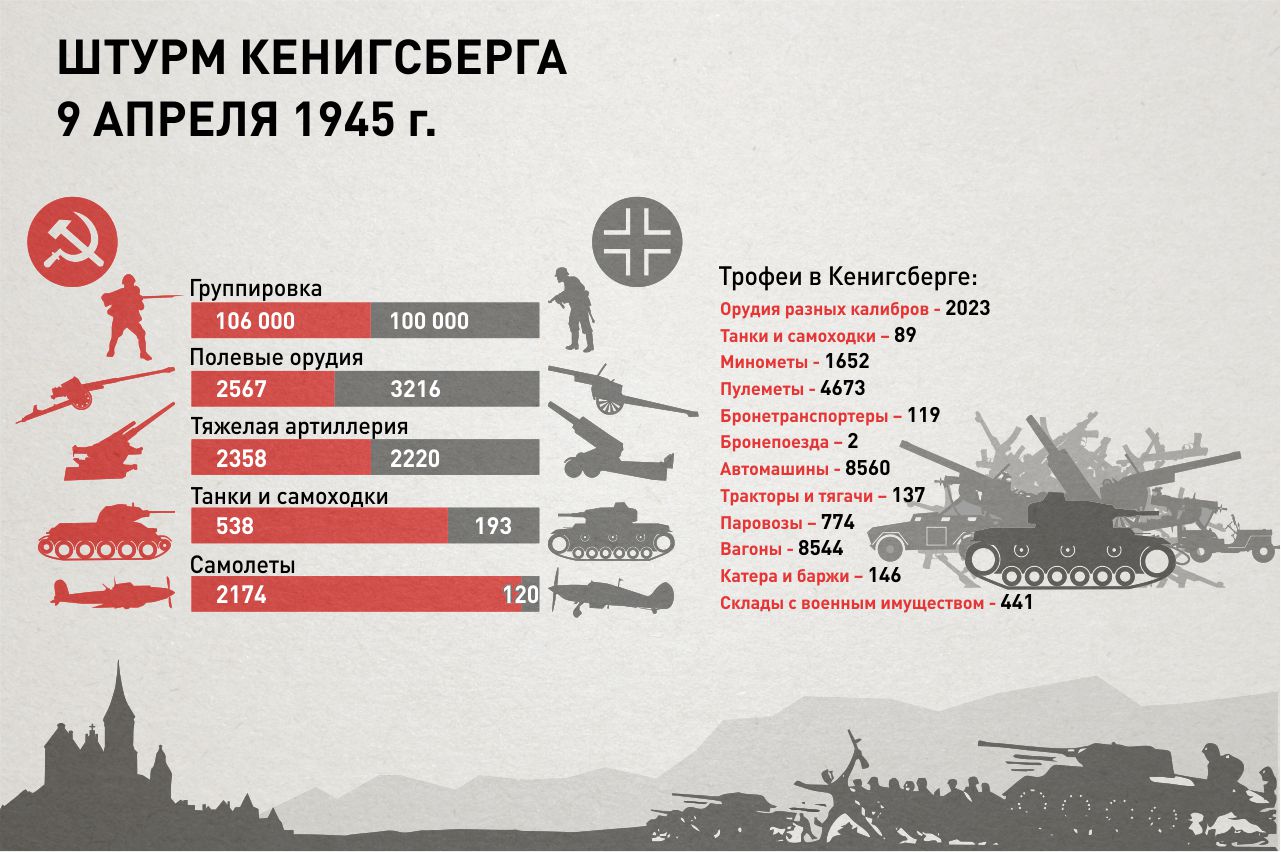 ШТУРМ КЕНИГСБЕРГА
9 АПРЕЛЯ 1945 г.
Группировка
106 000 100 000
Полевые орудия
2567 3216
Тяжелая артиллерия
2358 2220
Танки и самоходки
538 193
Самолеты
2174 120
Трофеи в Кенигсберге:
Орудия разных калибров - 2023
Танки и самоходки – 89
Минометы - 1652
Пулеметы - 4673
Бронетранспортеры – 119
Бронепоезда – 2
Автомашины - 8560
Тракторы и тягачи – 137
Паровозы – 774
Вагоны - 8544
Катера и баржи – 146
Склады с военным имуществом - 441